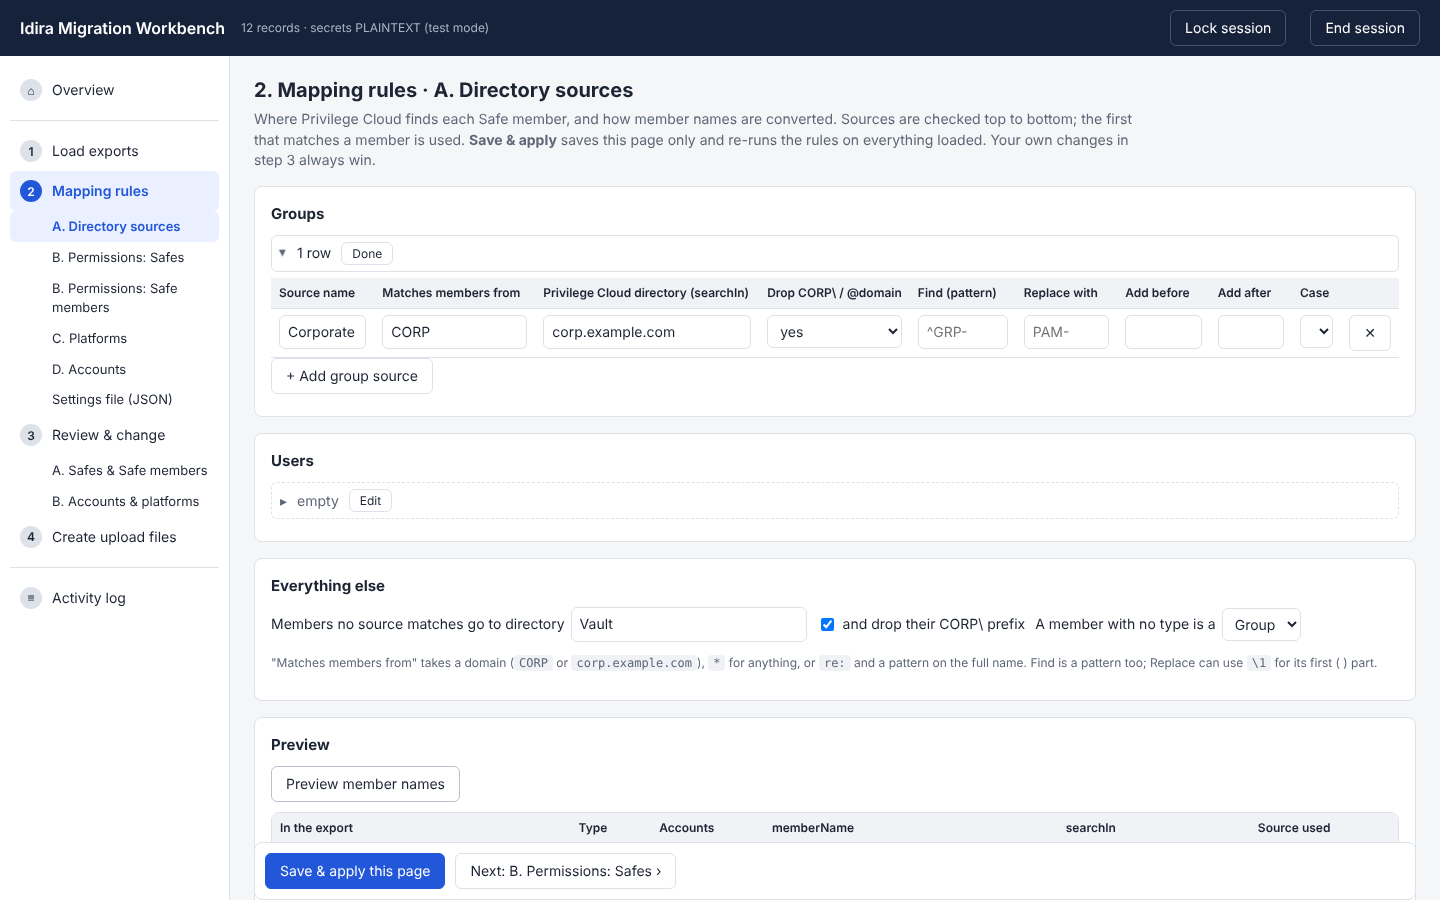 Idira Migration Workbench
12 records · secrets PLAINTEXT (test mode)
Lock session
End session
⌂ Overview
1 Load exports
2 Mapping rules
A. Directory sources
B. Permissions: Safes
B. Permissions: Safe
members
C. Platforms
D. Accounts
Settings file (JSON)
3 Review & change
A. Safes & Safe members
B. Accounts & platforms
4 Create upload files
≡ Activity log
2. Mapping rules · A. Directory sources
Where Privilege Cloud finds each Safe member, and how member names are converted. Sources are checked top to bottom; the first
that matches a member is used. Save & apply saves this page only and re-runs the rules on everything loaded. Your own changes in
step 3 always win.
Groups
▾ 1 row Done
Source name Matches members from Privilege Cloud directory (searchIn) Drop CORP\ / @domain Find (pattern) Replace with Add before Add after Case
Corporate CORP corp.example.com yes ^GRP- PAM- ✕
+ Add group source
Users
▸ empty Edit
Everything else
Members no source matches go to directory Vault and drop their CORP\ prefix A member with no type is a Group
"Matches members from" takes a domain ( CORP or corp.example.com ), * for anything, or re: and a pattern on the full name. Find is a pattern too; Replace can use \1 for its first ( ) part.
Preview
Preview member names
In the export Type Accounts memberName searchIn Source used
Save & apply this page
Next: B. Permissions: Safes ›